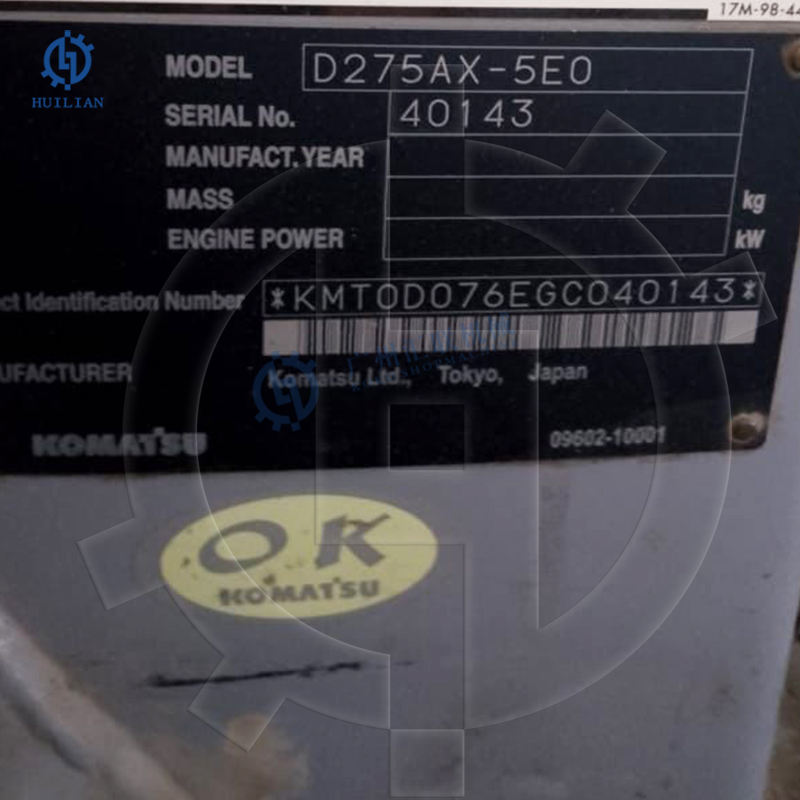 17M-98-44
HUILIAN
MODEL D275AX-5E0
SERIAL No. 40143
MANUFACT. YEAR
MASS kg
ENGINE POWER kW
ct Identification Number *KMT0D076EGC040143*
UFACTURER Komatsu Ltd., Tokyo, Japan
KOMATSU 09602-10001
OK
KOMATSU